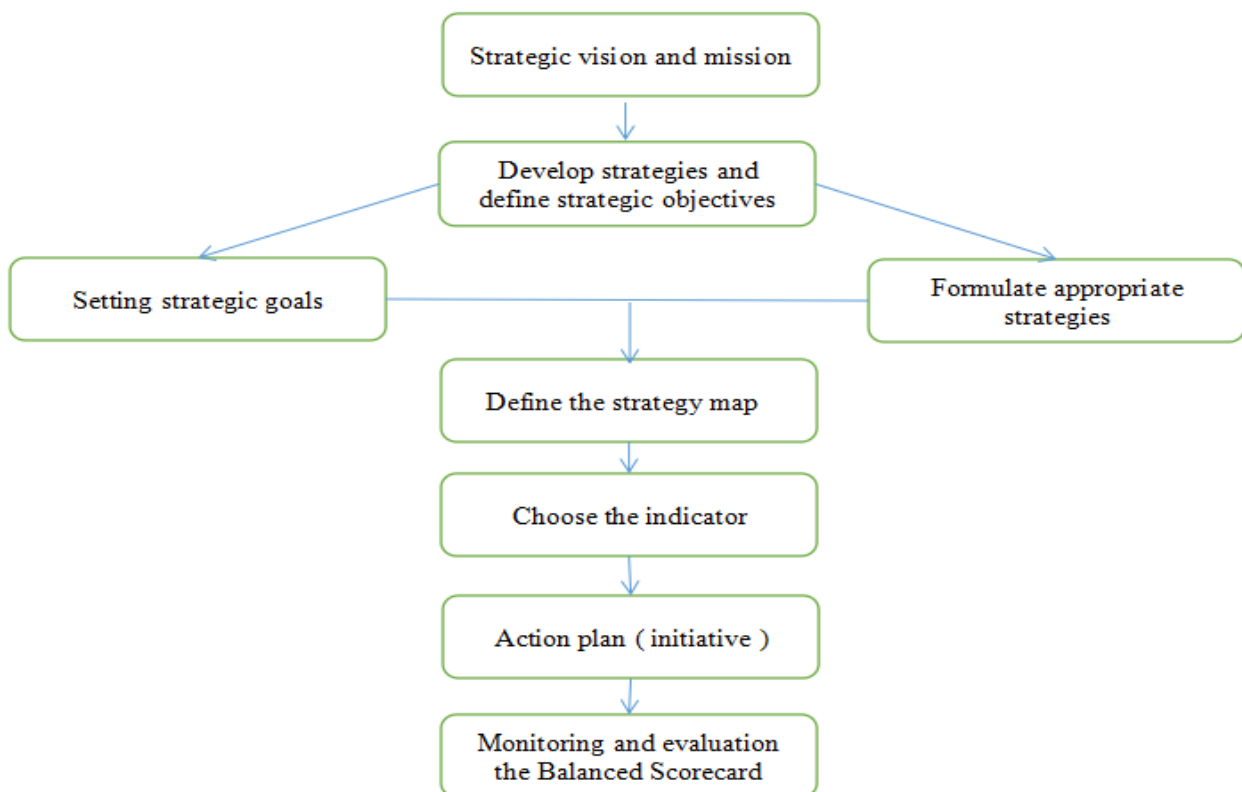 Strategic vision and mission
Develop strategies and
define strategic objectives
Setting strategic goals
Formulate appropriate
strategies
Define the strategy map
Choose the indicator
Action plan ( initiative )
Monitoring and evaluation
the Balanced Scorecard